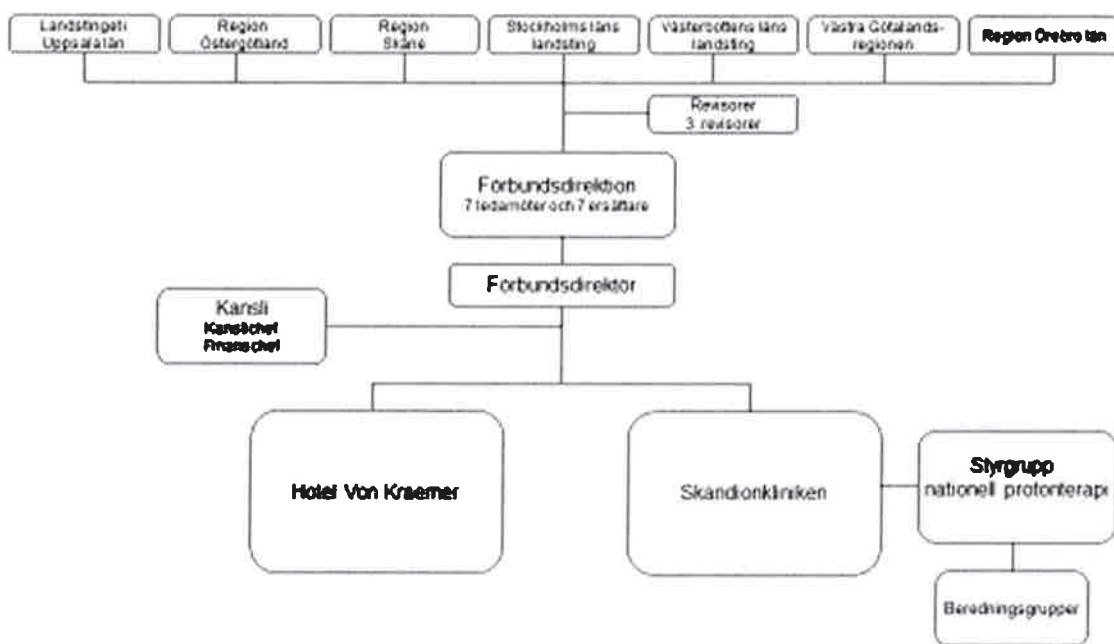 Landstinget i
Uppsala län
Region
Östergötland
Region
Skåne
Stockholms läns
landsting
Västerbottens läns
landsting
Västra Götalands-
regionen
Region Örebro län
Revisorer
3 revisorer
Förbundsdirektion
7 ledamöter och 7 ersättare
Förbundsdirektör
Kansli
Kanslichef
Finanschef
Hotel Von Kraemer
Skandionkliniken
Styrgrupp
nationell protonterapi
Beredningsgrupper